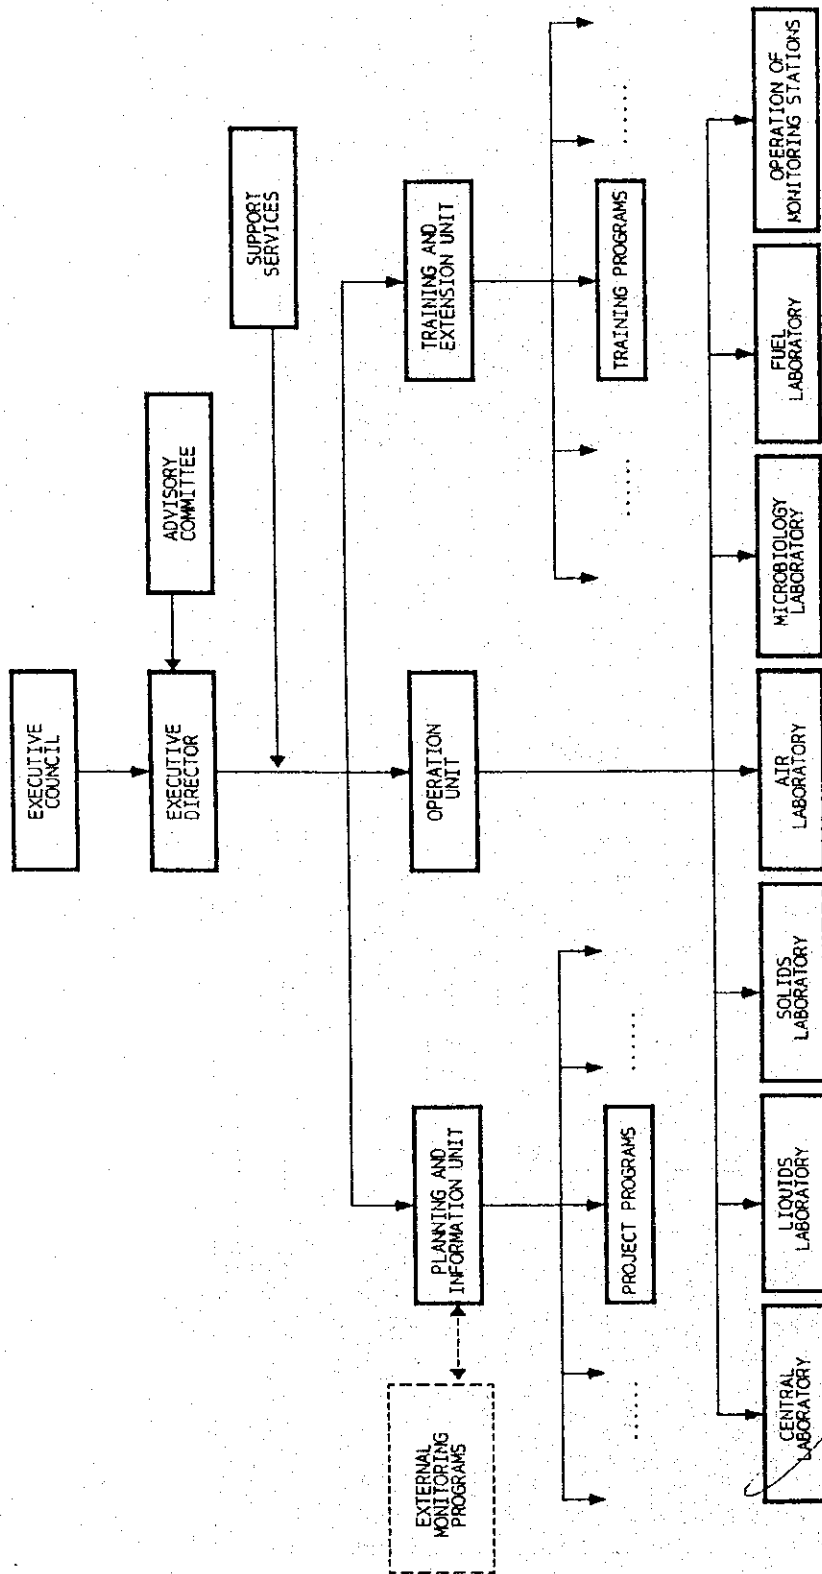 EXECUTIVE
COUNCIL
EXECUTIVE
DIRECTOR
ADVISORY
COMMITTEE
SUPPORT
SERVICES
EXTERNAL
MONITORING
PROGRAMS
PLANNING AND
INFORMATION UNIT
OPERATION
UNIT
TRAINING AND
EXTENSION UNIT
......
PROJECT PROGRAMS
......
......
TRAINING PROGRAMS
......
CENTRAL
LABORATORY
LIQUIDS
LABORATORY
SOLIDS
LABORATORY
AIR
LABORATORY
MICROBIOLOGY
LABORATORY
FUEL
LABORATORY
OPERATION OF
MONITORING STATIONS